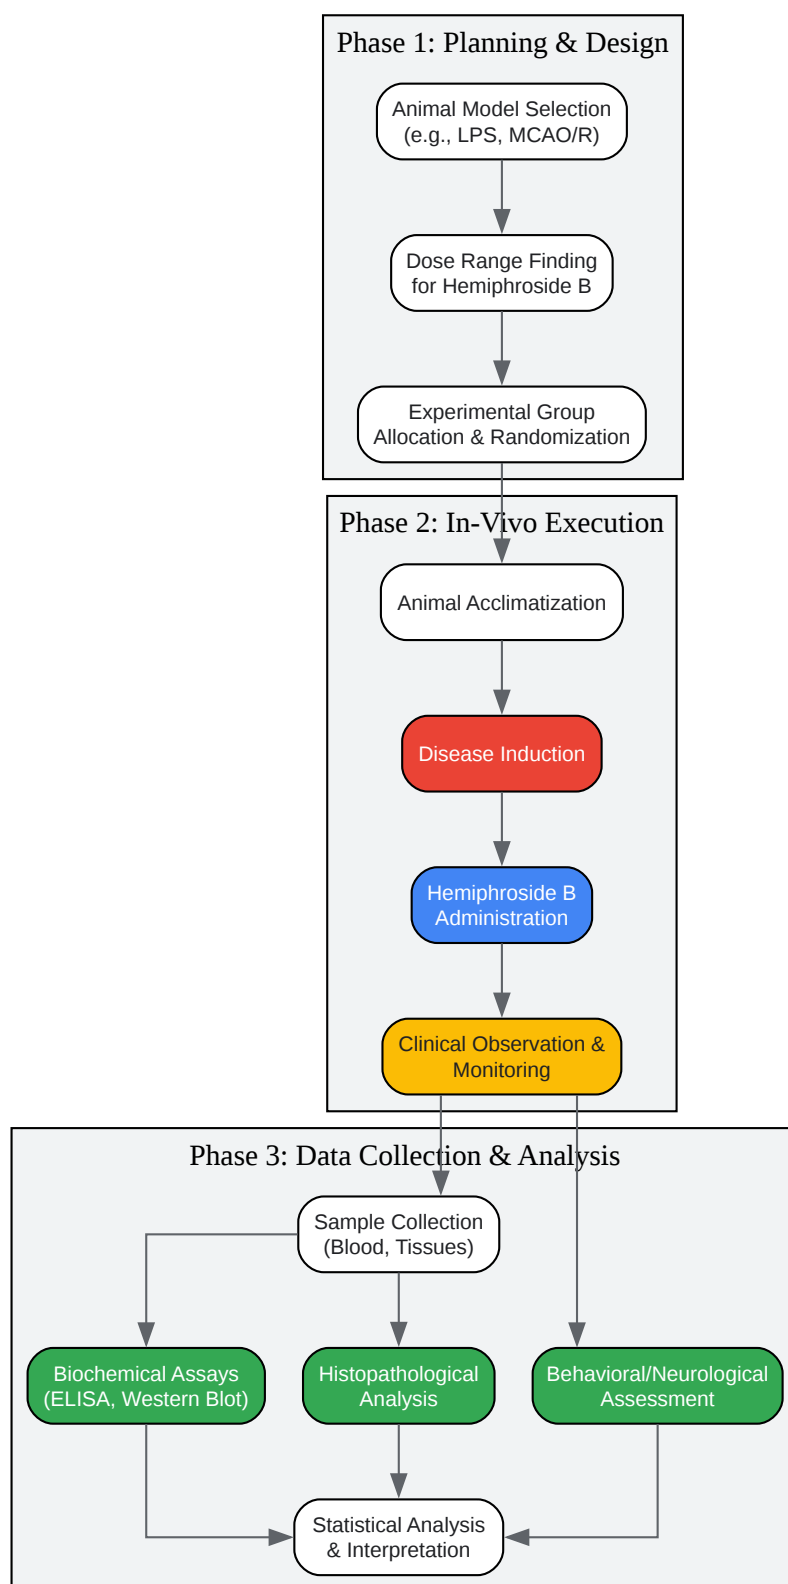 Phase 1: Planning & Design
Animal Model Selection
(e.g., LPS, MCAO/R)
Dose Range Finding
for Hemiphroside B
Experimental Group
Allocation & Randomization
Phase 2: In-Vivo Execution
Animal Acclimatization
Disease Induction
Hemiphroside B
Administration
Clinical Observation &
Monitoring
Phase 3: Data Collection & Analysis
Sample Collection
(Blood, Tissues)
Biochemical Assays
(ELISA, Western Blot)
Histopathological
Analysis
Behavioral/Neurological
Assessment
Statistical Analysis
& Interpretation